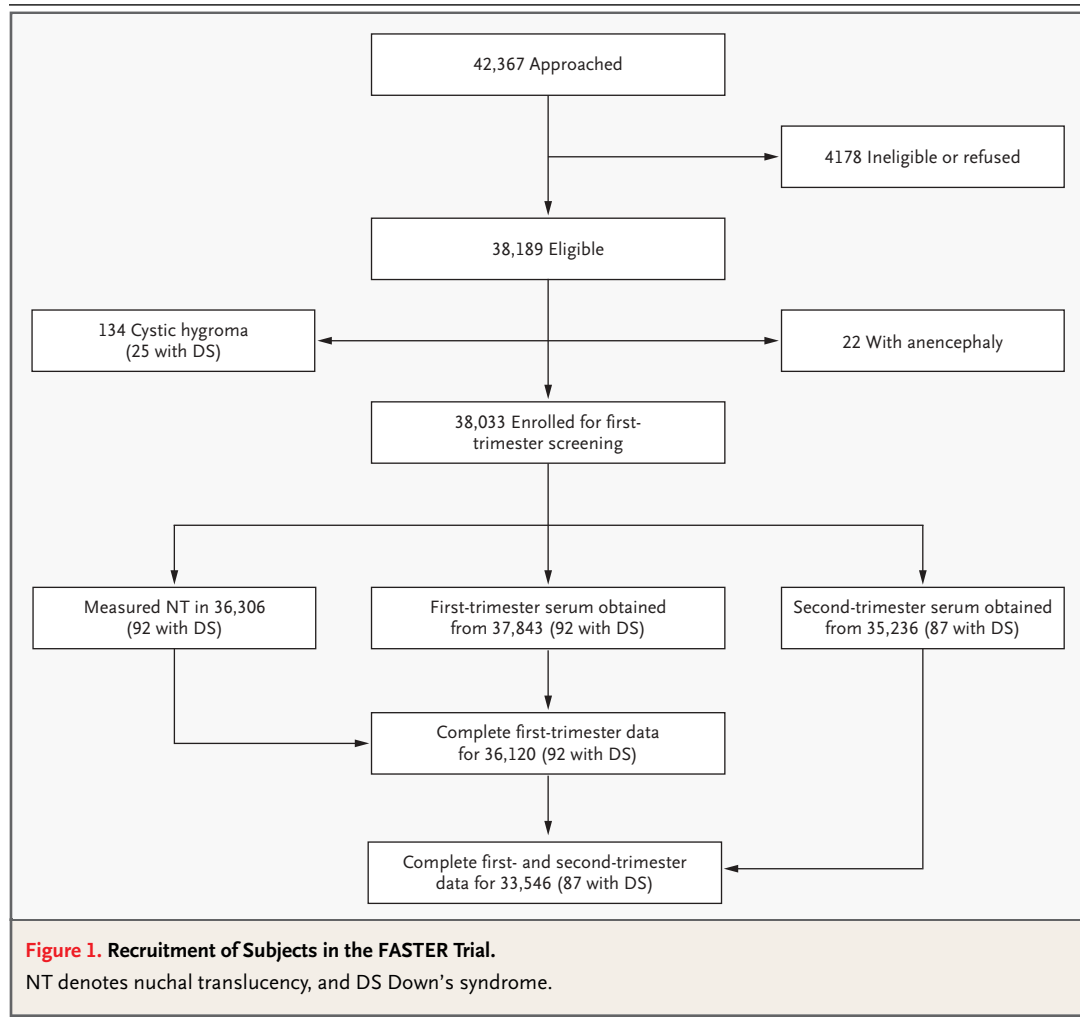 42,367 Approached
4178 Ineligible or refused
38,189 Eligible
134 Cystic hygroma
(25 with DS)
22 With anencephaly
38,033 Enrolled for first-
trimester screening
Measured NT in 36,306
(92 with DS)
First-trimester serum obtained
from 37,843 (92 with DS)
Second-trimester serum obtained
from 35,236 (87 with DS)
Complete first-trimester data
for 36,120 (92 with DS)
Complete first- and second-trimester
data for 33,546 (87 with DS)
Figure 1. Recruitment of Subjects in the FASTER Trial.
NT denotes nuchal translucency, and DS Down's syndrome.